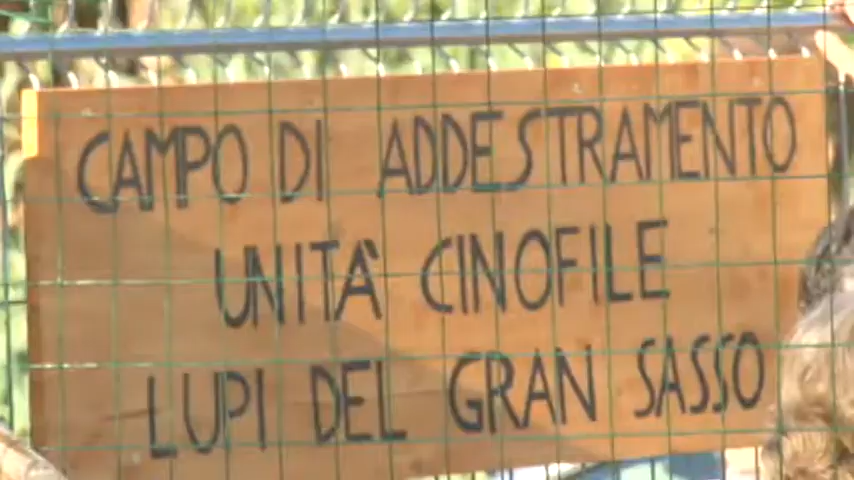 CAMPO DI ADDESTRAMENTO
UNITÀ CINOFILE
LUPI DEL GRAN SASSO